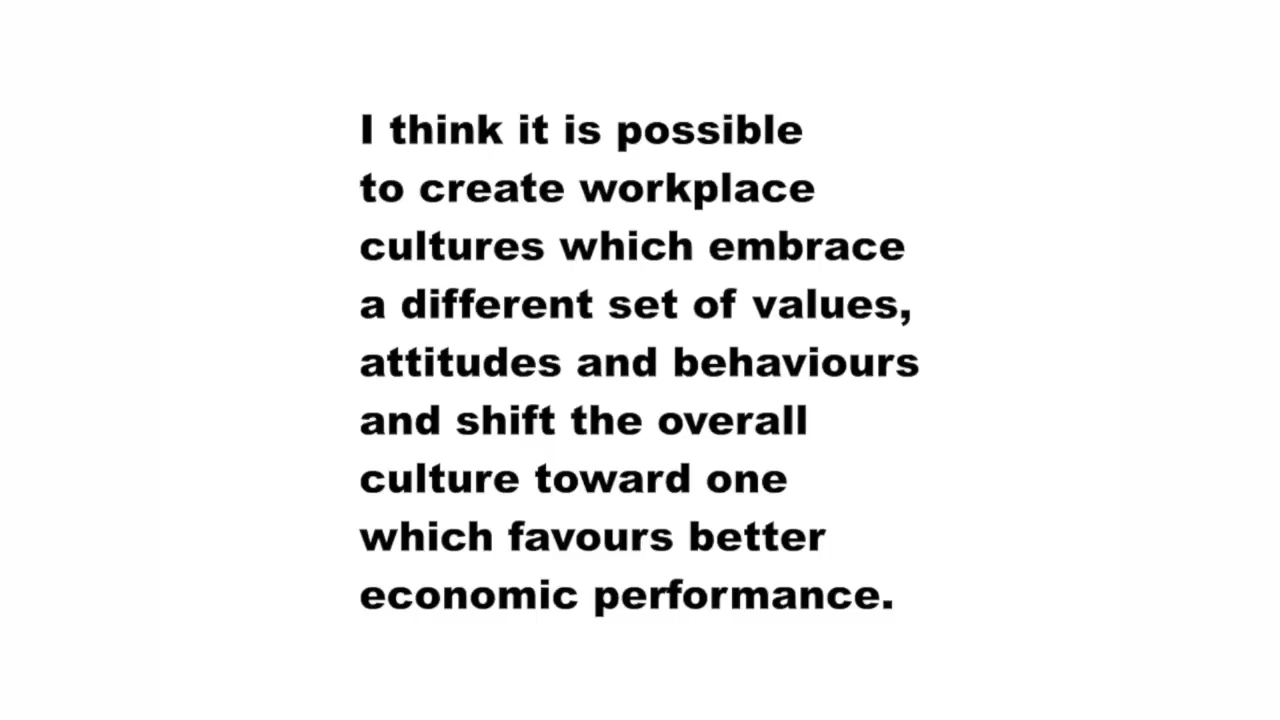 I think it is possible
to create workplace
cultures which embrace
a different set of values,
attitudes and behaviours
and shift the overall
culture toward one
which favours better
economic performance.